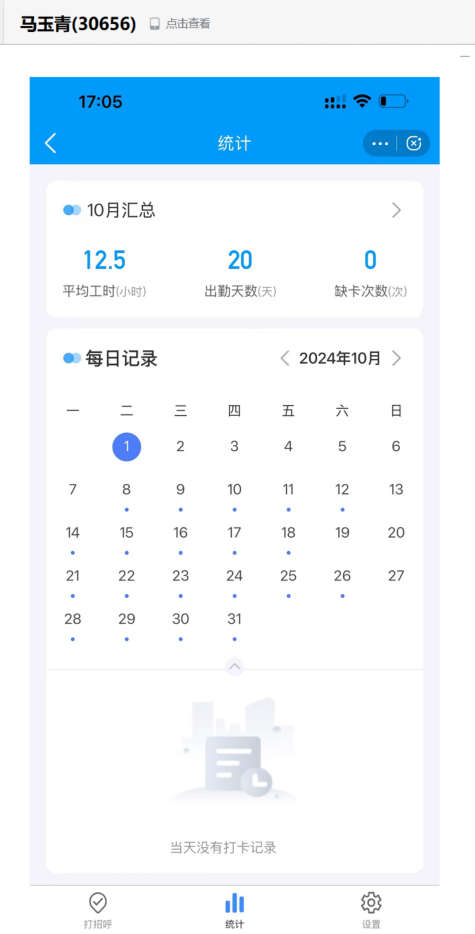 马玉青(30656) 点击查看
17:05
统计
10月汇总
12.5 20 0
平均工时(小时) 出勤天数(天) 缺卡次数(次)
每日记录 2024年10月
一 二 三 四 五 六 日
1 2 3 4 5 6
7 8 9 10 11 12 13
14 15 16 17 18 19 20
21 22 23 24 25 26 27
28 29 30 31
当天没有打卡记录
打招呼 统计 设置